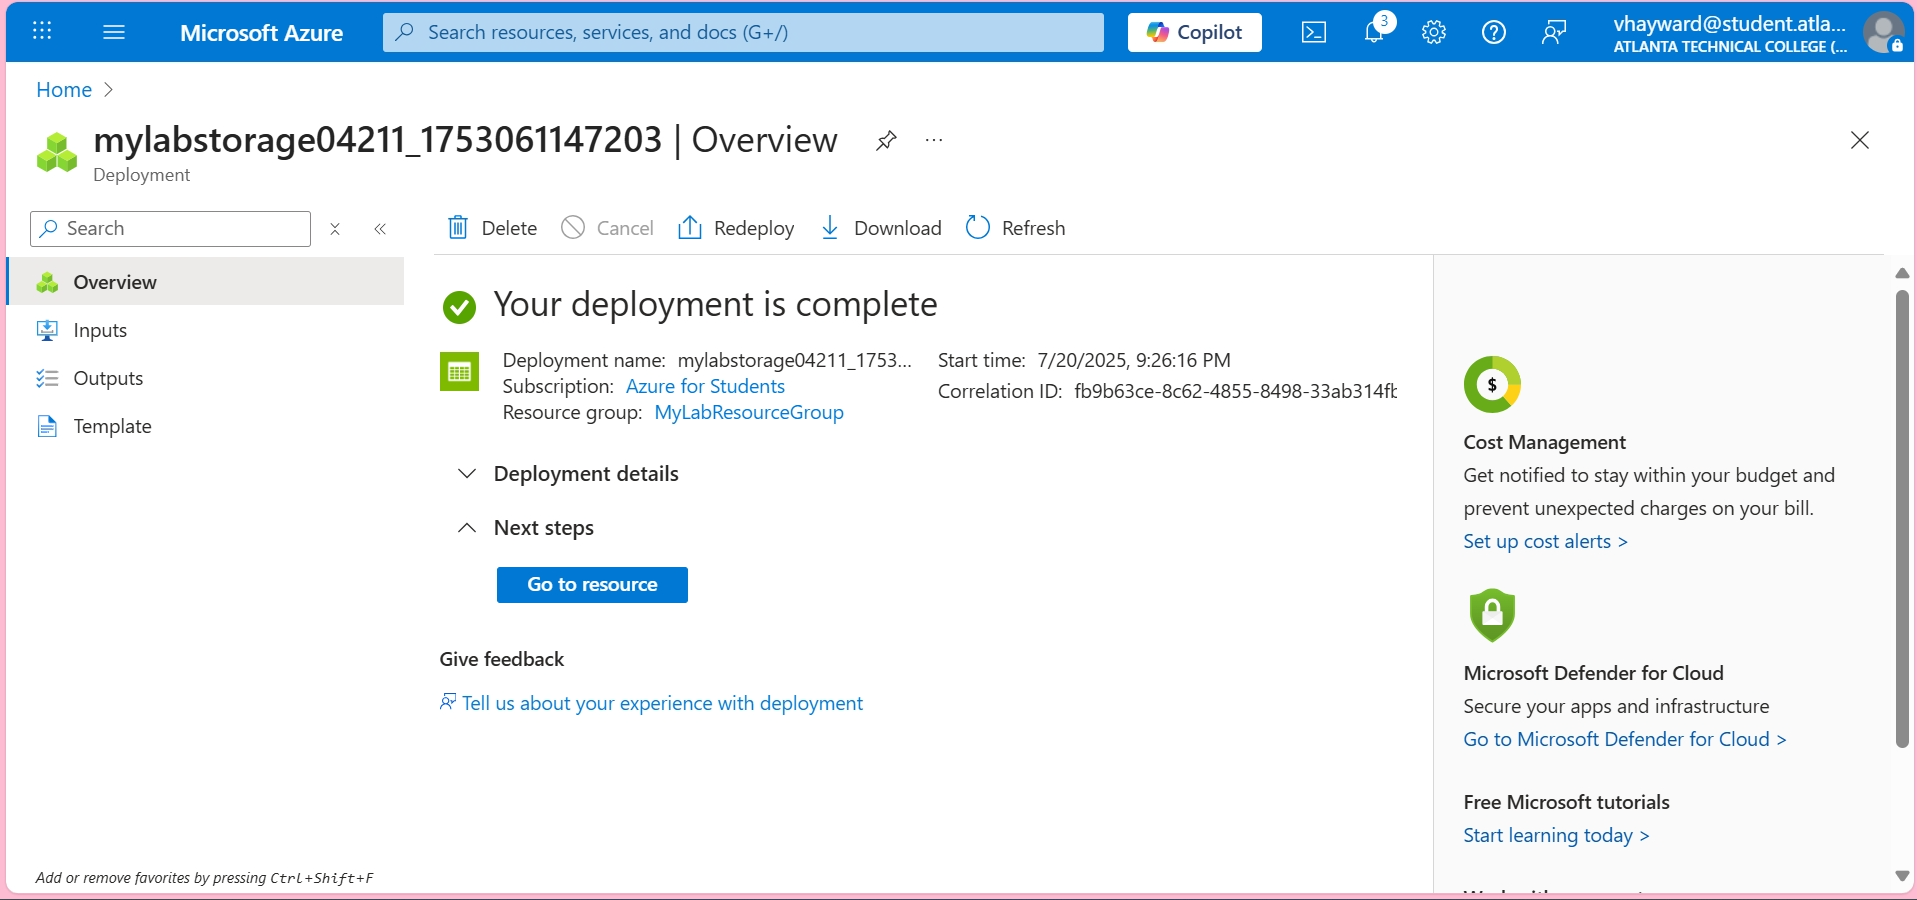 Microsoft Azure
Search resources, services, and docs (G+/)
Copilot
3
vhayward@student.atla...
ATLANTA TECHNICAL COLLEGE (...
Home
mylabstorage04211_1753061147203 | Overview
...
Deployment
Search
Delete
Cancel
Redeploy
Download
Refresh
Overview
Inputs
Outputs
Template
Your deployment is complete
Deployment name: mylabstorage04211_1753...
Subscription: Azure for Students
Resource group: MyLabResourceGroup
Start time: 7/20/2025, 9:26:16 PM
Correlation ID: fb9b63ce-8c62-4855-8498-33ab314fb
Deployment details
Next steps
Go to resource
Give feedback
Tell us about your experience with deployment
$
Cost Management
Get notified to stay within your budget and
prevent unexpected charges on your bill.
Set up cost alerts >
Microsoft Defender for Cloud
Secure your apps and infrastructure
Go to Microsoft Defender for Cloud >
Free Microsoft tutorials
Start learning today >
Add or remove favorites by pressing Ctrl+Shift+F